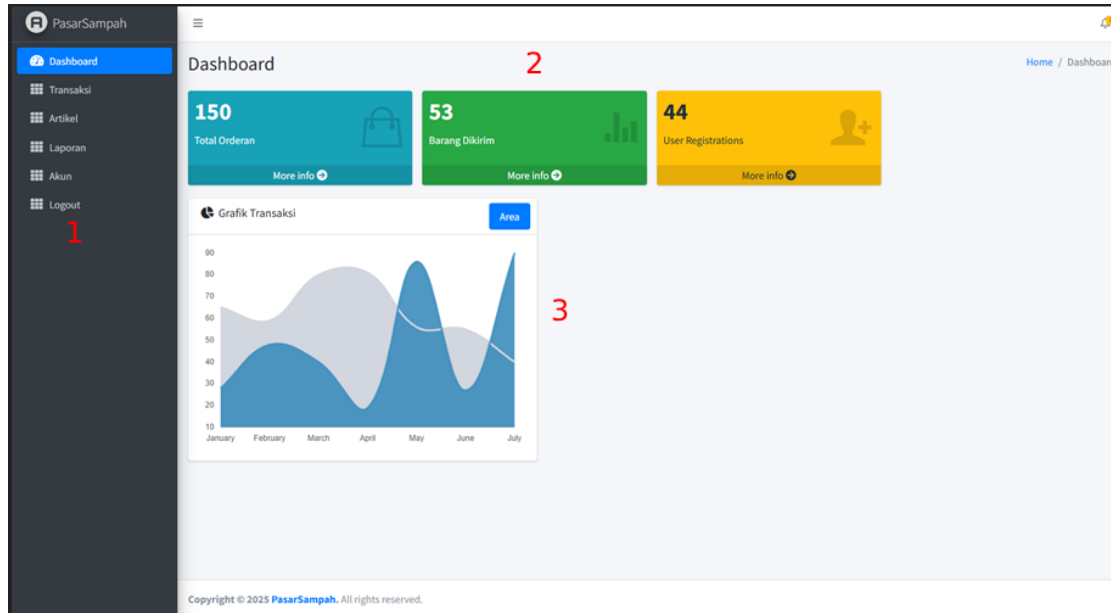 PasarSampah
Dashboard
Transaksi
Artikel
Laporan
Akun
Logout
1
Dashboard
2
Home / Dashboar
150
Total Orderan
More info
53
Barang Dikirim
More info
44
User Registrations
More info
Grafik Transaksi
Area
90
80
70
60
50
40
30
20
10
January February March April May June July
3
Copyright © 2025 PasarSampah. All rights reserved.